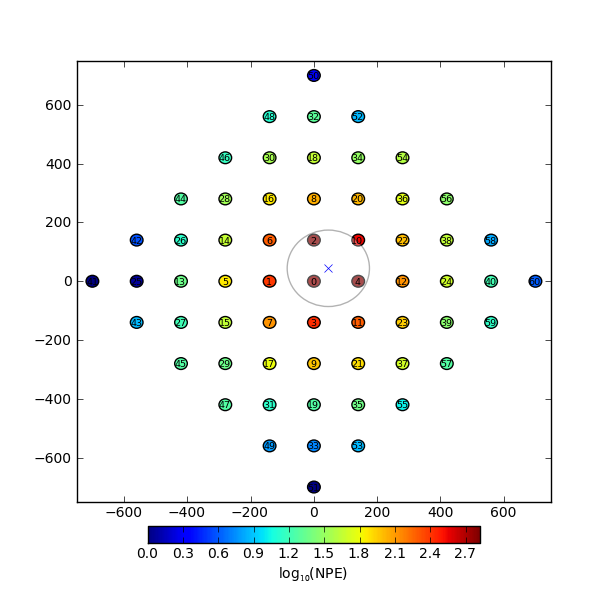 600
48 32 52
46 30 18 34 54
400
44 28 16 8 20 36 56
200
42 26 14 6 2 10 22 38 58
0 13 5 1 0 4 12 24 40 60
43 27 15 7 3 11 23 39 59
−200
45 29 17 9 21 37 57
−400
47 31 19 35 55
49 33 53
−600
−600 −400 −200 0 200 400 600
0.0 0.3 0.6 0.9 1.2 1.5 1.8 2.1 2.4 2.7
log₁₀(NPE)